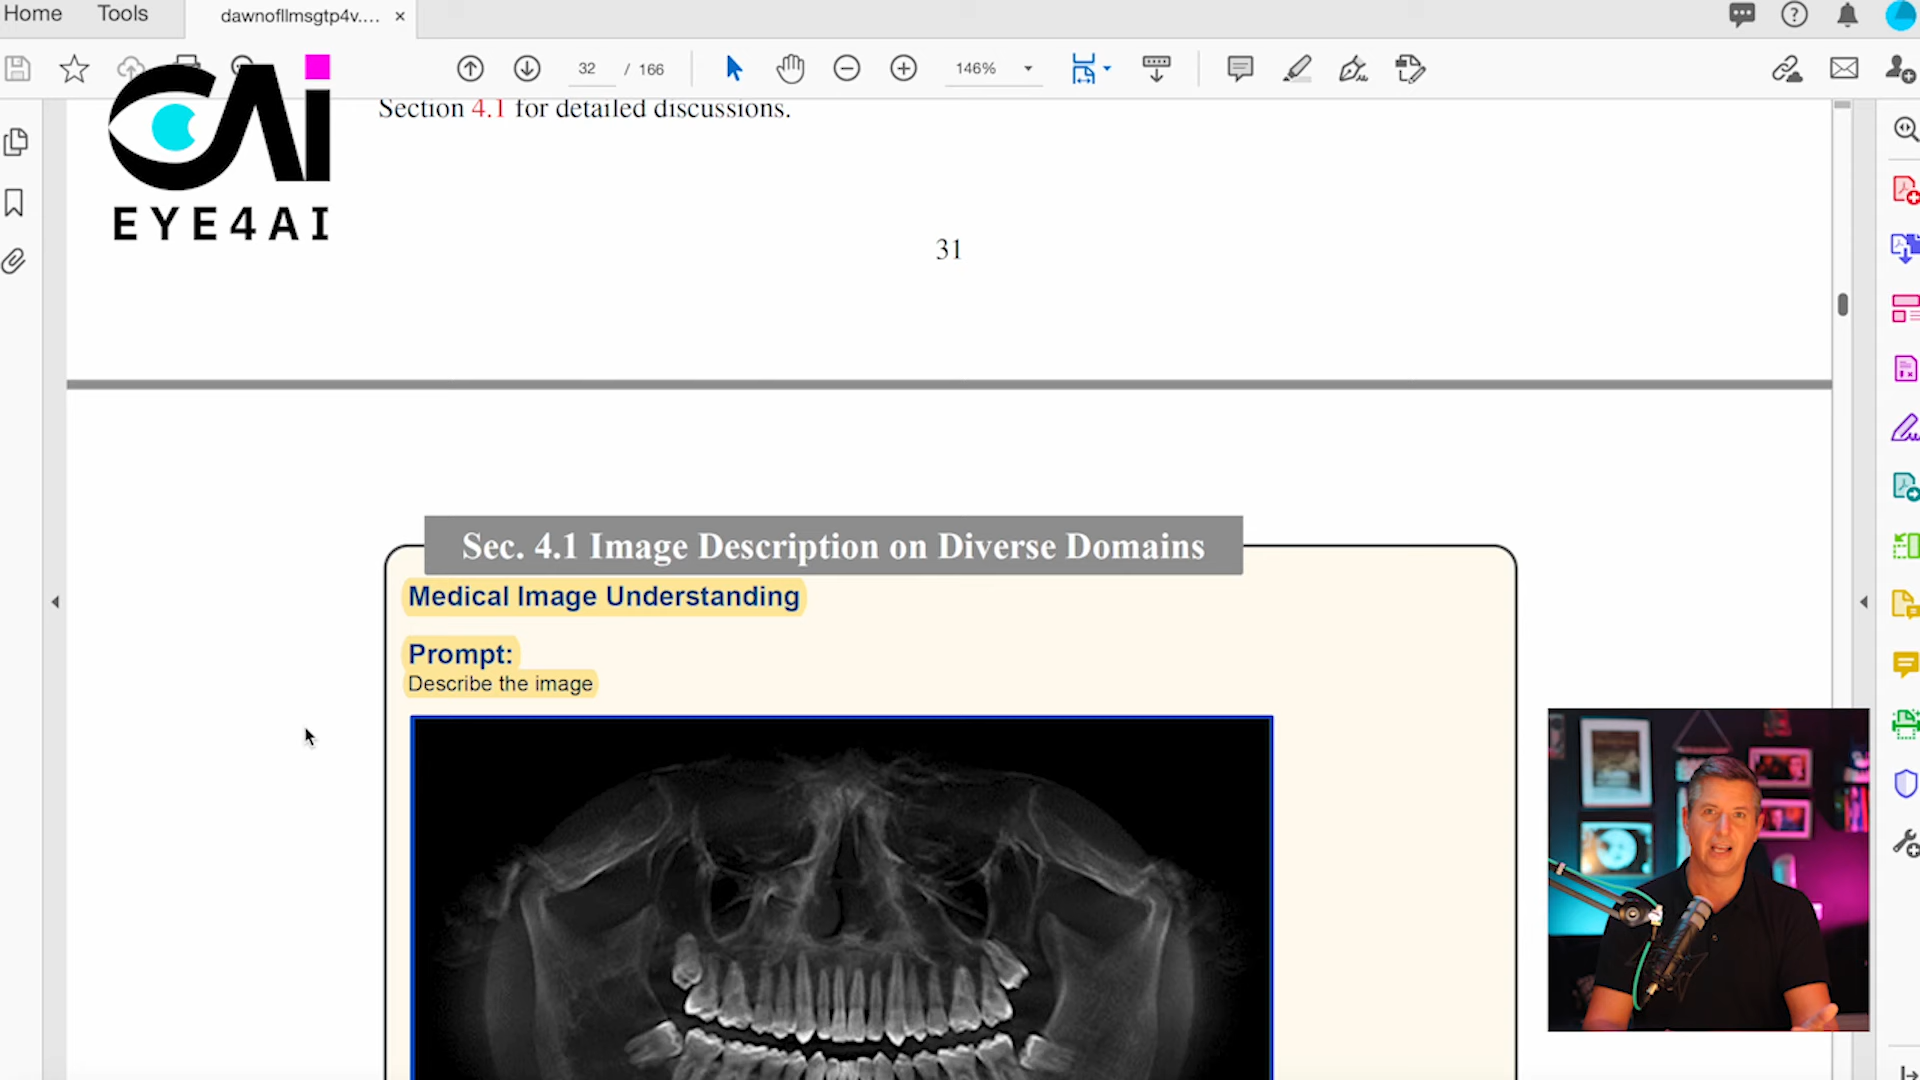 Home Tools dawnofllmsgtp4v....
32 / 166 146%
Section 4.1 for detailed discussions.
EYE4AI
31
Sec. 4.1 Image Description on Diverse Domains
Medical Image Understanding
Prompt:
Describe the image